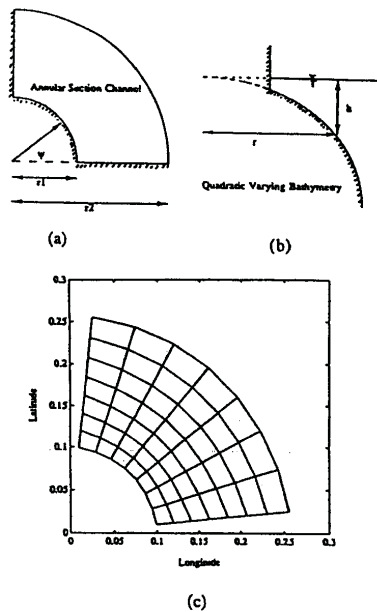 Annular Section Channel
ψ
r1
r2
(a)
h
r
Quadratic Varying Bathymetry
(b)
0.3
0.25
0.2
0.15
0.1
0.05
0
Latitude
0 0.05 0.1 0.15 0.2 0.25 0.3
Longitude
(c)